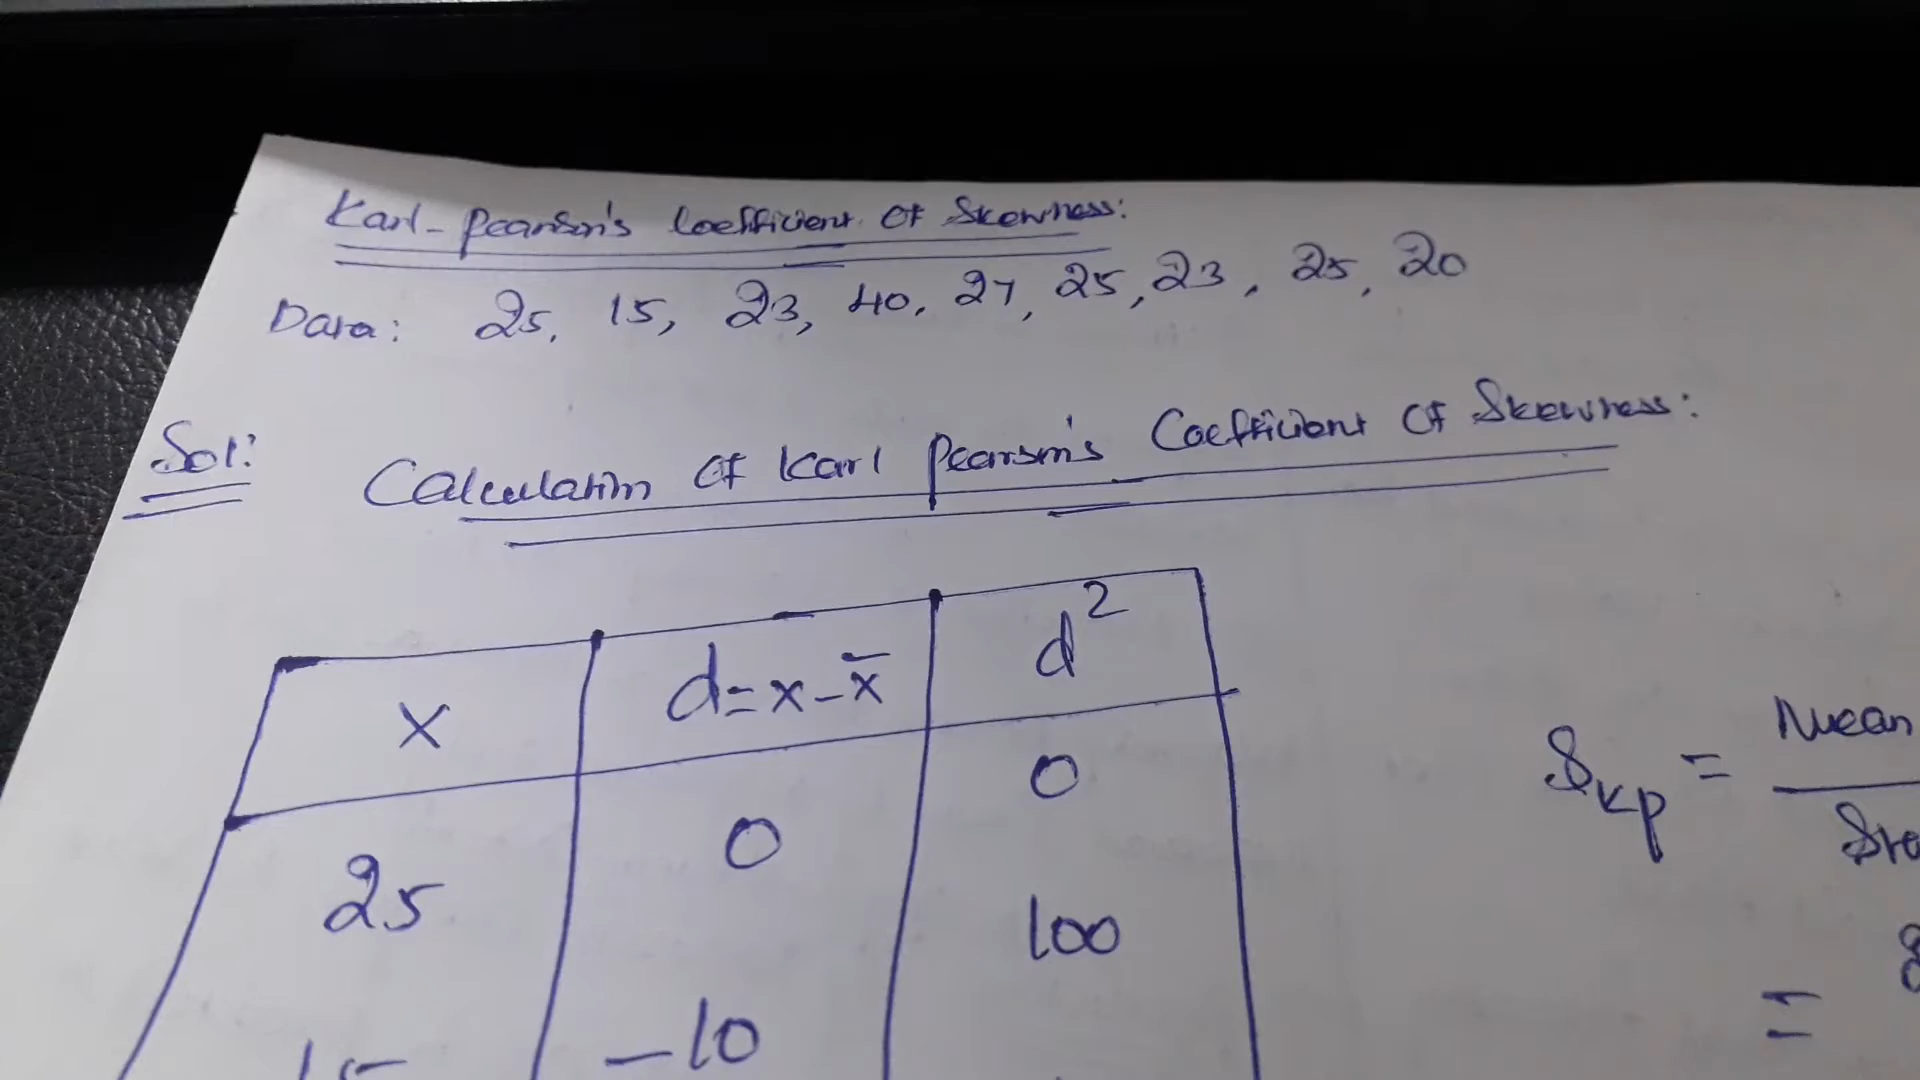 Karl-Pearson's Coefficient Of Skewness:
Data: 25, 15, 23, 40, 27, 25, 23, 25, 20
Sol:
Calculation Of Karl Pearson's Coefficient Of Skewness:
x d=x-x̄ d²
25 0 0
15 -10 100
Skp = Mean
=